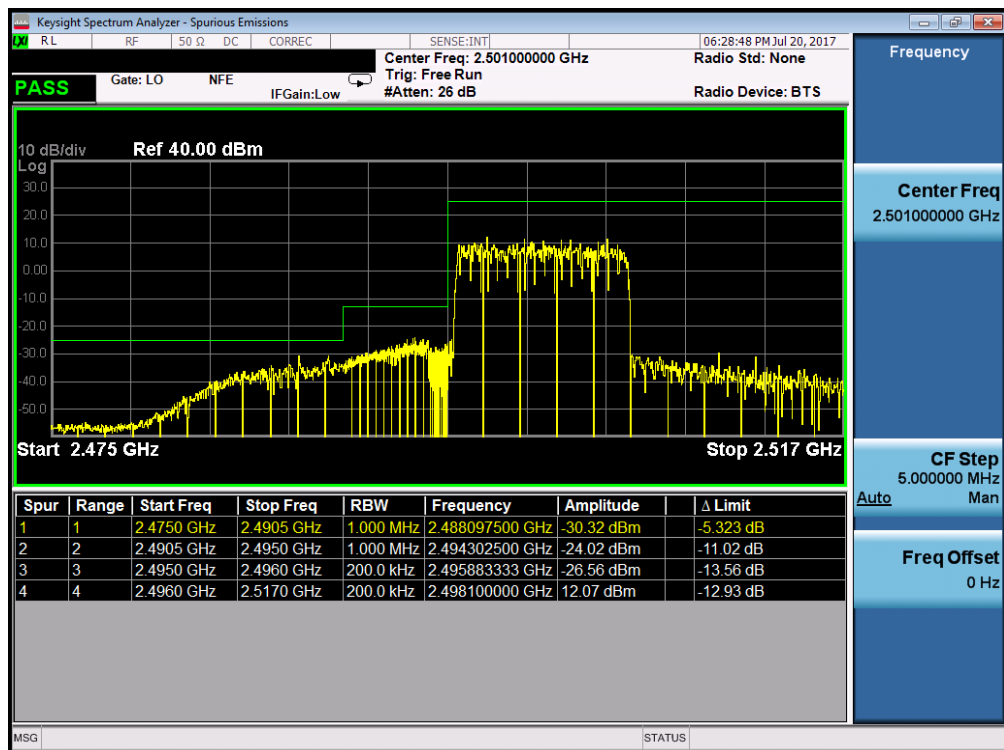 Keysight Spectrum Analyzer - Spurious Emissions
LXI RL RF 50 Ω DC CORREC SENSE:INT 06:28:48 PM Jul 20, 2017
Center Freq: 2.501000000 GHz Radio Std: None
Gate: LO NFE Trig: Free Run
PASS IFGain:Low #Atten: 26 dB Radio Device: BTS
10 dB/div Ref 40.00 dBm
Log
30.0
20.0
10.0
0.00
-10.0
-20.0
-30.0
-40.0
-50.0
Start 2.475 GHz Stop 2.517 GHz
Spur Range Start Freq Stop Freq RBW Frequency Amplitude Δ Limit
1 1 2.4750 GHz 2.4905 GHz 1.000 MHz 2.488097500 GHz -30.32 dBm -5.323 dB
2 2 2.4905 GHz 2.4950 GHz 1.000 MHz 2.494302500 GHz -24.02 dBm -11.02 dB
3 3 2.4950 GHz 2.4960 GHz 200.0 kHz 2.495883333 GHz -26.56 dBm -13.56 dB
4 4 2.4960 GHz 2.5170 GHz 200.0 kHz 2.498100000 GHz 12.07 dBm -12.93 dB
MSG STATUS
Frequency
Center Freq
2.501000000 GHz
CF Step
5.000000 MHz
Auto Man
Freq Offset
0 Hz